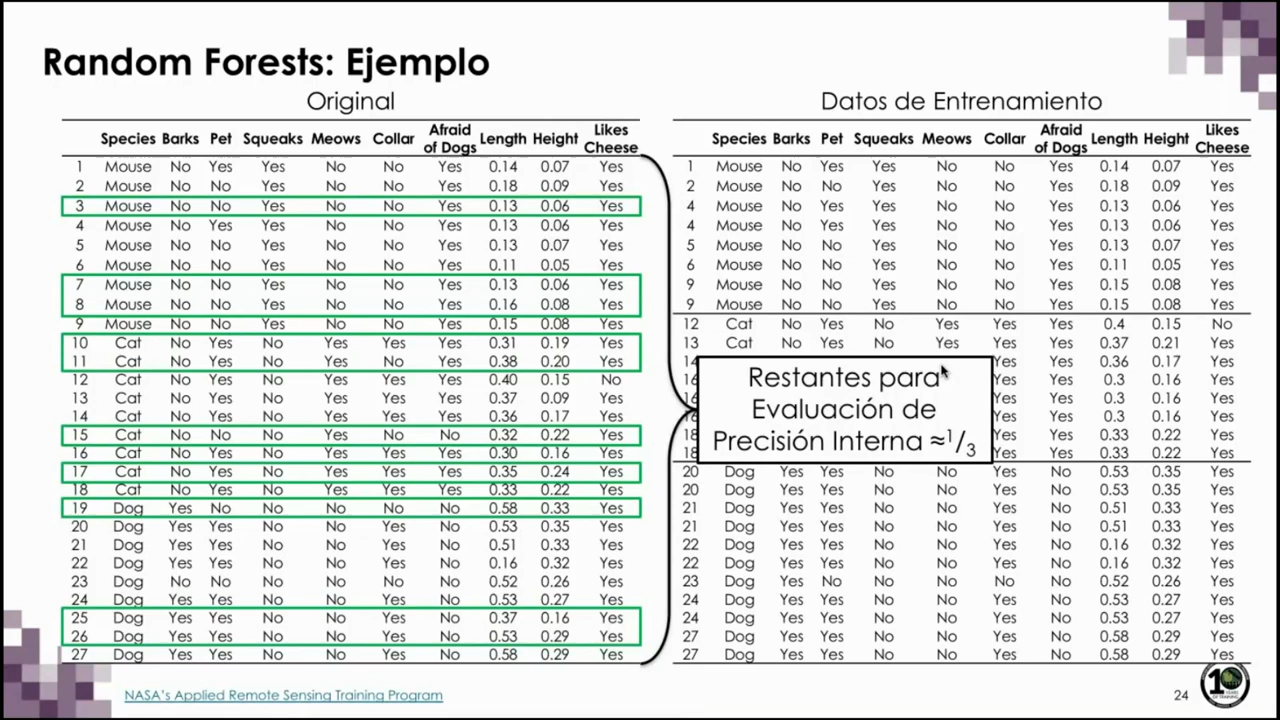 Random Forests: Ejemplo
Original
Species Barks Pet Squeaks Meows Collar Afraid of Dogs Length Height Likes Cheese
1 Mouse No Yes Yes No No Yes 0.14 0.07 Yes
2 Mouse No No Yes No No Yes 0.18 0.09 Yes
3 Mouse No No Yes No No Yes 0.13 0.06 Yes
4 Mouse No Yes Yes No No Yes 0.13 0.06 Yes
5 Mouse No No Yes No No Yes 0.13 0.07 Yes
6 Mouse No No Yes No No Yes 0.11 0.05 Yes
7 Mouse No No Yes No No Yes 0.13 0.06 Yes
8 Mouse No No Yes No No Yes 0.16 0.08 Yes
9 Mouse No No Yes No No Yes 0.15 0.08 Yes
10 Cat No Yes No Yes Yes Yes 0.31 0.19 Yes
11 Cat No Yes No Yes No Yes 0.38 0.20 Yes
12 Cat No Yes No Yes Yes Yes 0.40 0.15 No
13 Cat No Yes No Yes Yes Yes 0.37 0.09 Yes
14 Cat No Yes No Yes Yes Yes 0.36 0.17 Yes
15 Cat No No No Yes No No 0.32 0.22 Yes
16 Cat No Yes No Yes Yes Yes 0.30 0.16 Yes
17 Cat No Yes No Yes Yes Yes 0.35 0.24 Yes
18 Cat No Yes No Yes Yes Yes 0.33 0.22 Yes
19 Dog Yes No No No No No 0.58 0.33 Yes
20 Dog Yes Yes No No Yes No 0.53 0.35 Yes
21 Dog Yes Yes No No Yes No 0.51 0.33 Yes
22 Dog Yes Yes No No Yes No 0.16 0.32 Yes
23 Dog No No No No No No 0.52 0.26 Yes
24 Dog Yes Yes No No Yes No 0.53 0.27 Yes
25 Dog Yes Yes No No Yes No 0.37 0.16 Yes
26 Dog Yes Yes No No Yes No 0.53 0.29 Yes
27 Dog Yes Yes No No Yes No 0.58 0.29 Yes
Datos de Entrenamiento
Species Barks Pet Squeaks Meows Collar Afraid of Dogs Length Height Likes Cheese
1 Mouse No Yes Yes No No Yes 0.14 0.07 Yes
2 Mouse No No Yes No No Yes 0.18 0.09 Yes
4 Mouse No Yes Yes No No Yes 0.13 0.06 Yes
4 Mouse No Yes Yes No No Yes 0.13 0.06 Yes
5 Mouse No No Yes No No Yes 0.13 0.07 Yes
6 Mouse No No Yes No No Yes 0.11 0.05 Yes
9 Mouse No No Yes No No Yes 0.15 0.08 Yes
9 Mouse No No Yes No No Yes 0.15 0.08 Yes
12 Cat No Yes No Yes Yes Yes 0.4 0.15 No
13 Cat No Yes No Yes Yes Yes 0.37 0.21 Yes
14 Yes Yes 0.36 0.17 Yes
16 Yes Yes 0.3 0.16 Yes
16 Yes Yes 0.3 0.16 Yes
16 Yes Yes 0.3 0.16 Yes
18 Yes Yes 0.33 0.22 Yes
18 Yes Yes 0.33 0.22 Yes
20 Dog Yes Yes No No Yes No 0.53 0.35 Yes
20 Dog Yes Yes No No Yes No 0.53 0.35 Yes
21 Dog Yes Yes No No Yes No 0.51 0.33 Yes
21 Dog Yes Yes No No Yes No 0.51 0.33 Yes
22 Dog Yes Yes No No Yes No 0.16 0.32 Yes
22 Dog Yes Yes No No Yes No 0.16 0.32 Yes
23 Dog Yes No No No No No 0.52 0.26 Yes
24 Dog Yes Yes No No Yes No 0.53 0.27 Yes
24 Dog Yes Yes No No Yes No 0.53 0.27 Yes
27 Dog Yes Yes No No Yes No 0.58 0.29 Yes
27 Dog Yes Yes No No Yes No 0.58 0.29 Yes
Restantes para
Evaluación de
Precisión Interna ≈1/3
NASA's Applied Remote Sensing Training Program
24